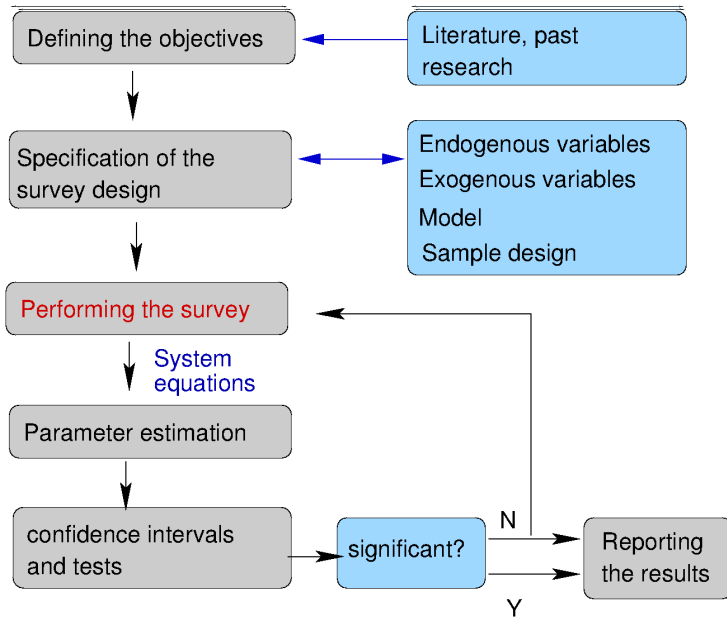 Defining the objectives
Literature, past
research
Specification of the
survey design
Endogenous variables
Exogenous variables
Model
Sample design
Performing the survey
System
equations
Parameter estimation
confidence intervals
and tests
significant?
N
Y
Reporting
the results